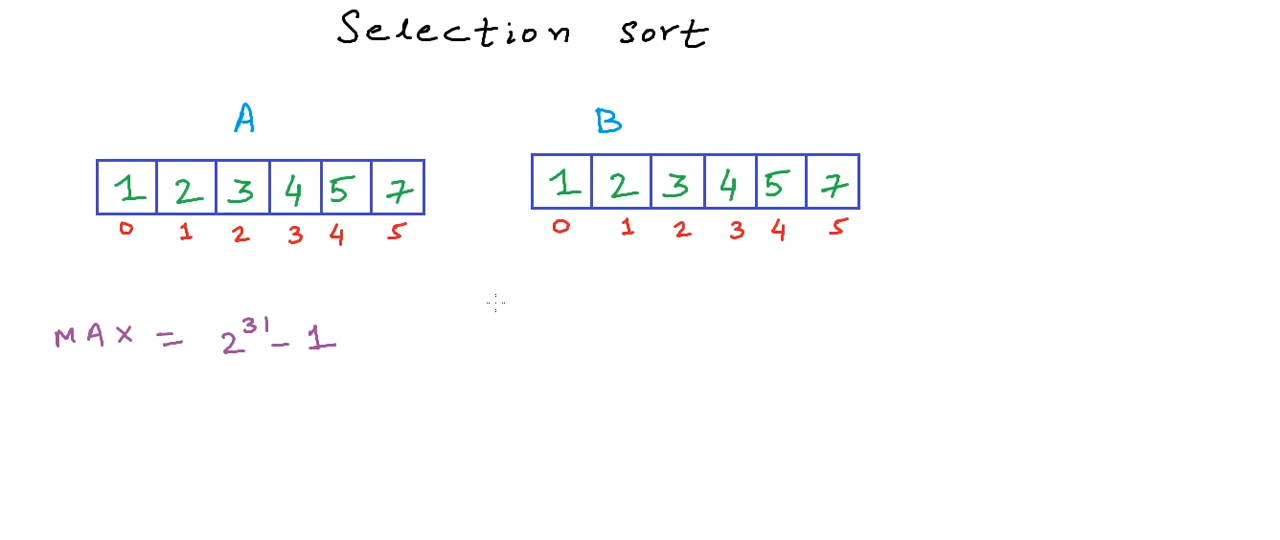 Selection sort
A B
1 2 3 4 5 7 1 2 3 4 5 7
0 1 2 3 4 5 0 1 2 3 4 5
MAX = 2³¹ - 1